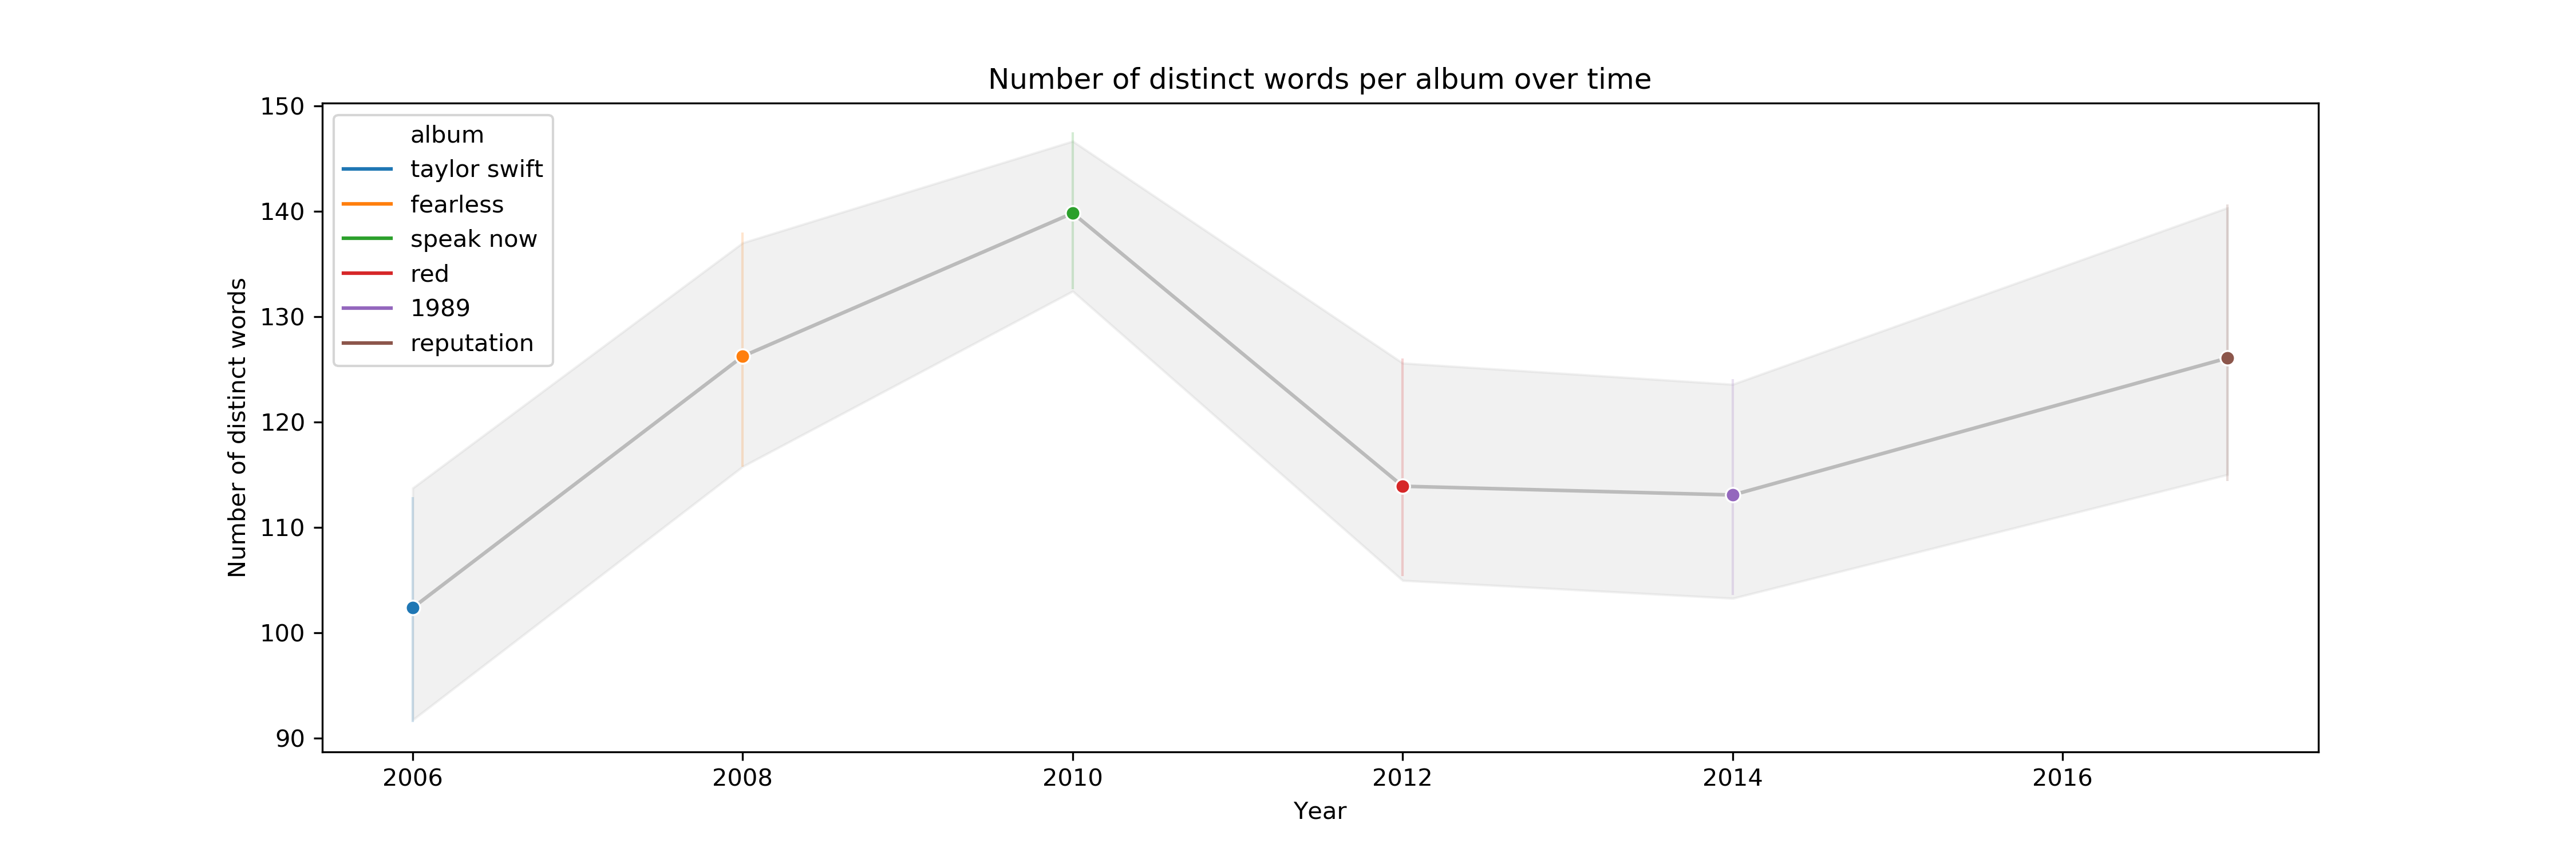 Number of distinct words per album over time
150
140
130
120
110
100
90
Number of distinct words
album
taylor swift
fearless
speak now
red
1989
reputation
2006
2008
2010
2012
2014
2016
Year